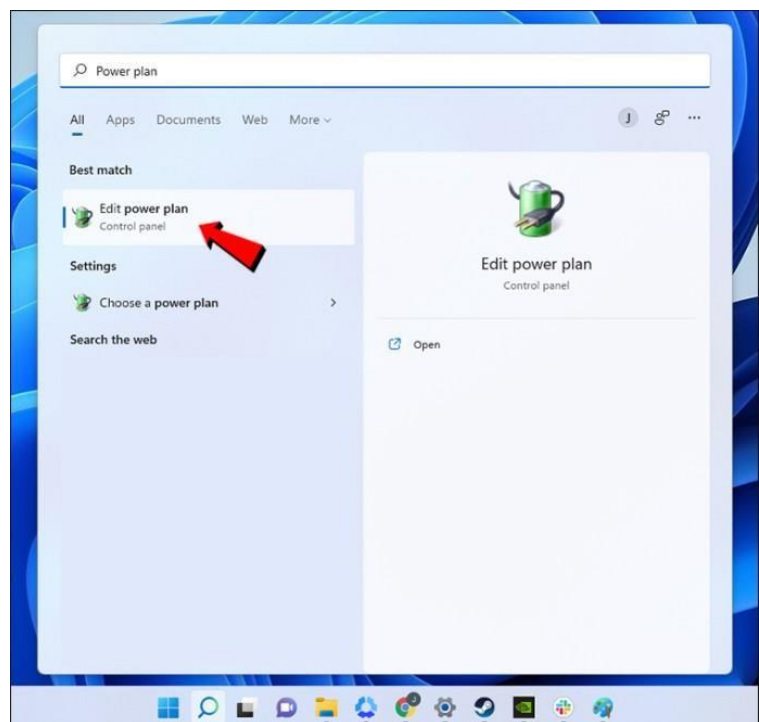 Power plan
All Apps Documents Web More
J
Best match
Edit power plan
Control panel
Settings
Choose a power plan
Search the web
Edit power plan
Control panel
Open
J